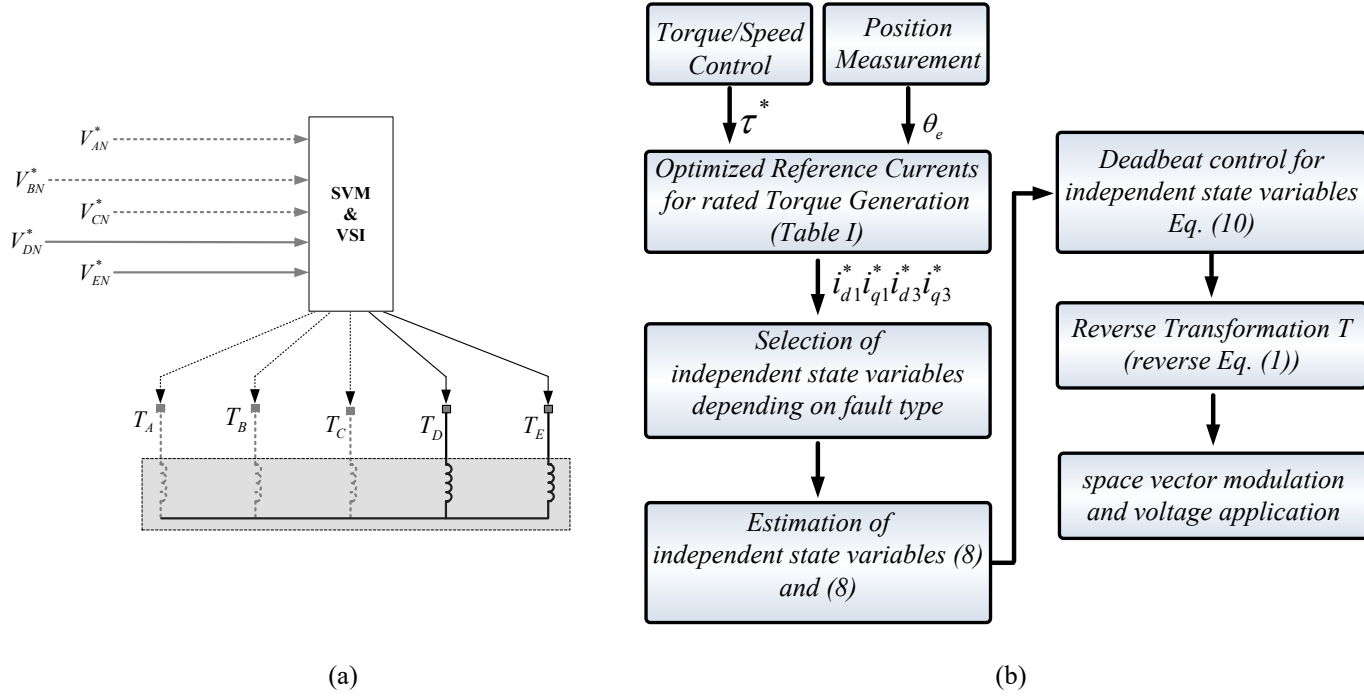 V*AN
V*BN
V*CN
V*DN
V*EN
SVM
&
VSI
TA
TB
TC
TD
TE
(a)
Torque/Speed
Control
Position
Measurement
τ*
θe
Optimized Reference Currents
for rated Torque Generation
(Table I)
i*d1 i*q1 i*d3 i*q3
Selection of
independent state variables
depending on fault type
Estimation of
independent state variables (8)
and (8)
Deadbeat control for
independent state variables
Eq. (10)
Reverse Transformation T
(reverse Eq. (1))
space vector modulation
and voltage application
(b)